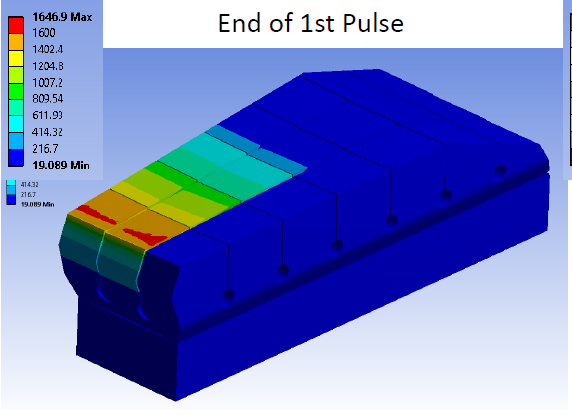 End of 1st Pulse
1646.9 Max
1600
1402.4
1204.8
1007.2
809.54
611.93
414.32
216.7
19.089 Min
414.32
216.7
19.089 Min